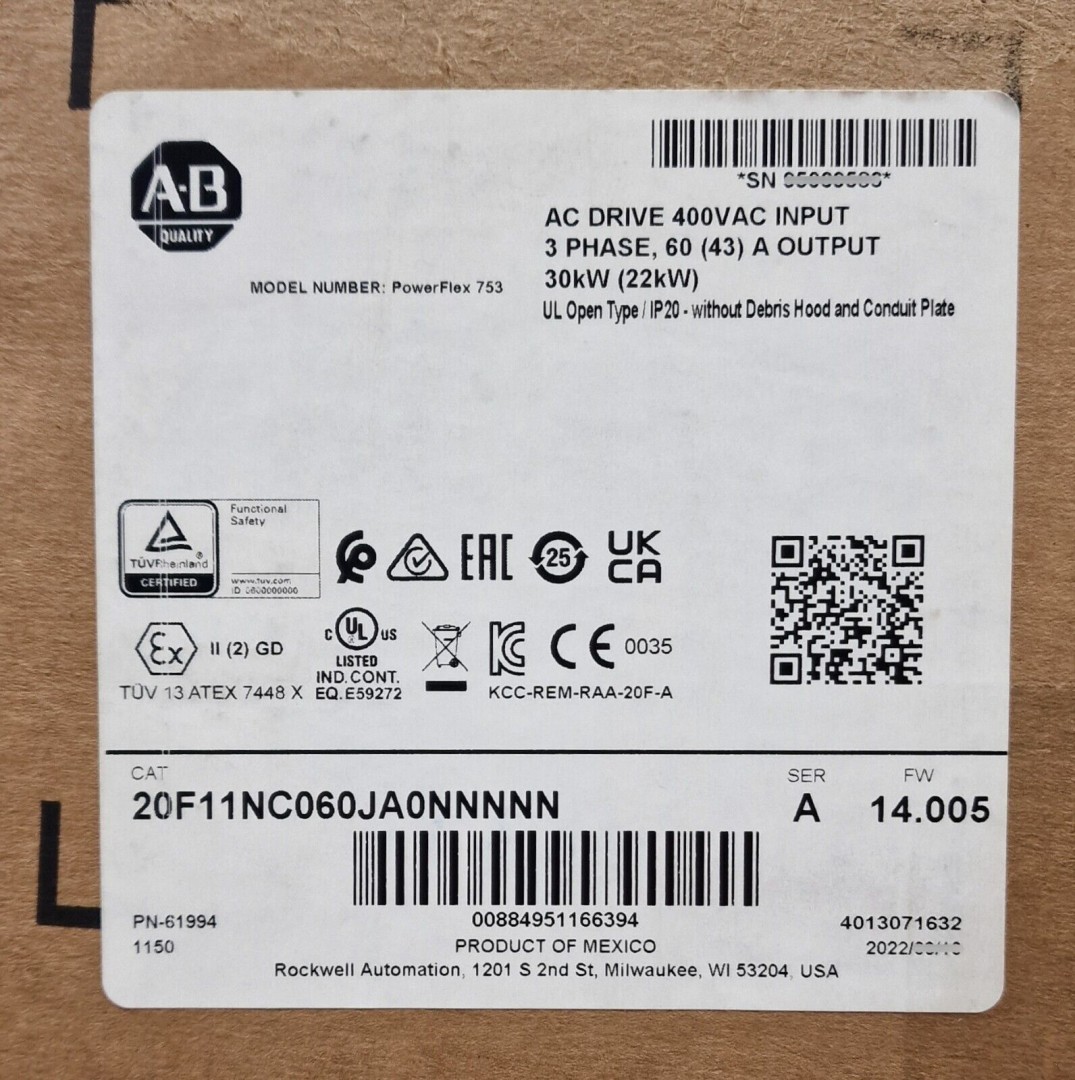 A·B
QUALITY
*SN
AC DRIVE 400VAC INPUT
3 PHASE, 60 (43) A OUTPUT
30kW (22kW)
UL Open Type / IP20 - without Debris Hood and Conduit Plate
MODEL NUMBER: PowerFlex 753
Functional
Safety
TÜVRheinland®
CERTIFIED
www.tuv.com
ID
EAC
25
UK
CA
Ex II (2) GD
TÜV 13 ATEX 7448 X
C UL US
LISTED
IND.CONT.
EQ.E59272
CE 0035
KCC-REM-RAA-20F-A
CAT
20F11NC060JA0NNNNN
SER
A
FW
14.005
PN-61994
1150
00884951166394
PRODUCT OF MEXICO
4013071632
Rockwell Automation, 1201 S 2nd St, Milwaukee, WI 53204, USA